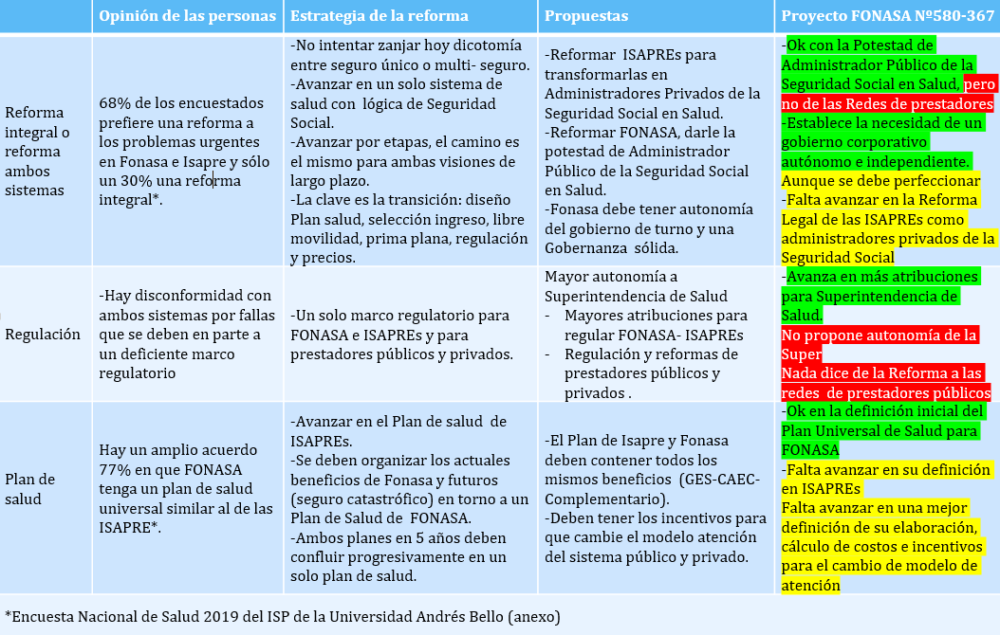 Opinión de las personas
Estrategia de la reforma
Propuestas
Proyecto FONASA Nº580-367
Reforma
integral o
reforma
ambos
sistemas
68% de los encuestados
prefiere una reforma a
los problemas urgentes
en Fonasa e Isapre y sólo
un 30% una reforma
integral*.
-No intentar zanjar hoy dicotomía
entre seguro único o multi- seguro.
-Avanzar en un solo sistema de
salud con lógica de Seguridad
Social.
-Avanzar por etapas, el camino es
el mismo para ambas visiones de
largo plazo.
-La clave es la transición: diseño
Plan salud, selección ingreso, libre
movilidad, prima plana, regulación
y precios.
-Reformar ISAPREs para
transformarlas en
Administradores Privados de la
Seguridad Social en Salud.
-Reformar FONASA, darle la
potestad de Administrador
Público de la Seguridad Social
en Salud.
-Fonasa debe tener autonomía
del gobierno de turno y una
Gobernanza sólida.
-Ok con la Potestad de
Administrador Público de la
Seguridad Social en Salud, pero
no de las Redes de prestadores
-Establece la necesidad de un
gobierno corporativo
autónomo e independiente.
Aunque se debe perfeccionar
-Falta avanzar en la Reforma
Legal de las ISAPREs como
administradores privados de la
Seguridad Social
Regulación
-Hay disconformidad con
ambos sistemas por fallas
que se deben en parte a
un deficiente marco
regulatorio
-Un solo marco regulatorio para
FONASA e ISAPREs y para
prestadores públicos y privados.
Mayor autonomía a
Superintendencia de Salud
- Mayores atribuciones para
regular FONASA- ISAPREs
- Regulación y reformas de
prestadores públicos y
privados .
-Avanza en más atribuciones
para Superintendencia de
Salud.
No propone autonomía de la
Super
Nada dice de la Reforma a las
redes de prestadores públicos
Plan de
salud
Hay un amplio acuerdo
77% en que FONASA
tenga un plan de salud
universal similar al de las
ISAPRE*.
-Avanzar en el Plan de salud de
ISAPREs.
-Se deben organizar los actuales
beneficios de Fonasa y futuros
(seguro catastrófico) en torno a un
Plan de Salud de FONASA.
-Ambos planes en 5 años deben
confluir progresivamente en un
solo plan de salud.
-El Plan de Isapre y Fonasa
deben contener todos los
mismos beneficios (GES-CAEC-
Complementario).
-Deben tener los incentivos para
que cambie el modelo atención
del sistema público y privado.
-Ok en la definición inicial del
Plan Universal de Salud para
FONASA
-Falta avanzar en su definición
en ISAPREs
Falta avanzar en una mejor
definición de su elaboración,
cálculo de costos e incentivos
para el cambio de modelo de
atención
*Encuesta Nacional de Salud 2019 del ISP de la Universidad Andrés Bello (anexo)